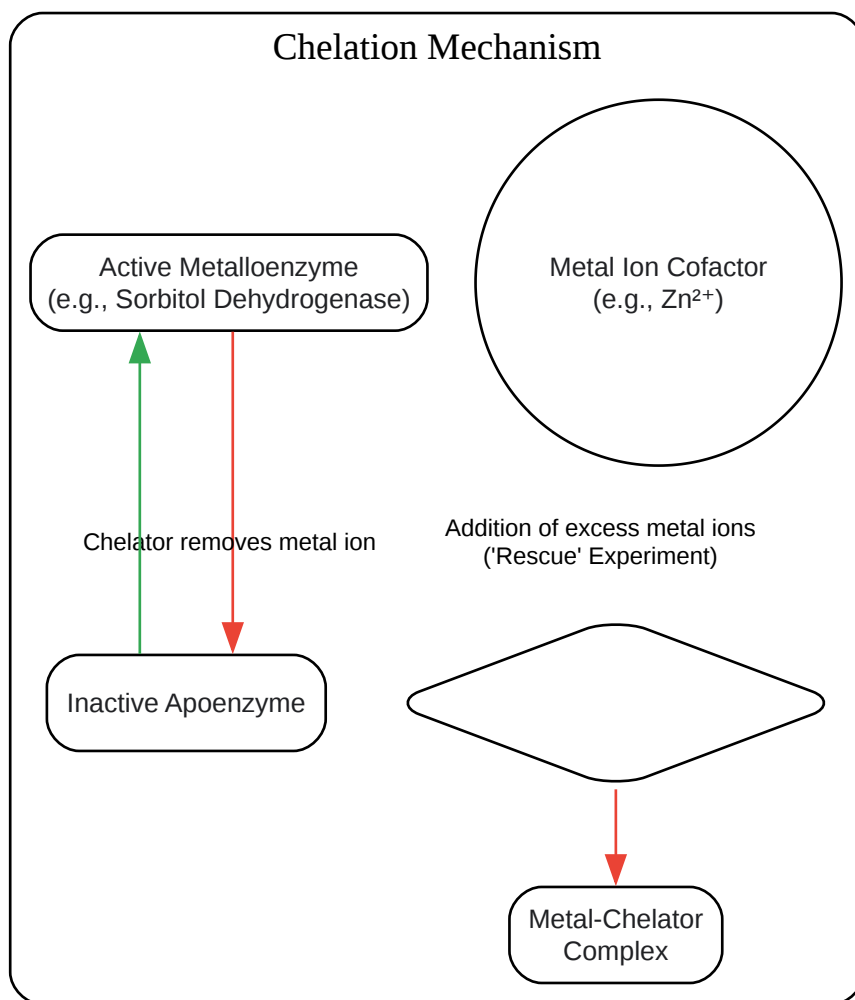 Chelation Mechanism
Active Metalloenzyme
(e.g., Sorbitol Dehydrogenase)
Metal Ion Cofactor
(e.g., Zn²⁺)
Chelator removes metal ion
Addition of excess metal ions
('Rescue' Experiment)
Inactive Apoenzyme
Metal-Chelator
Complex